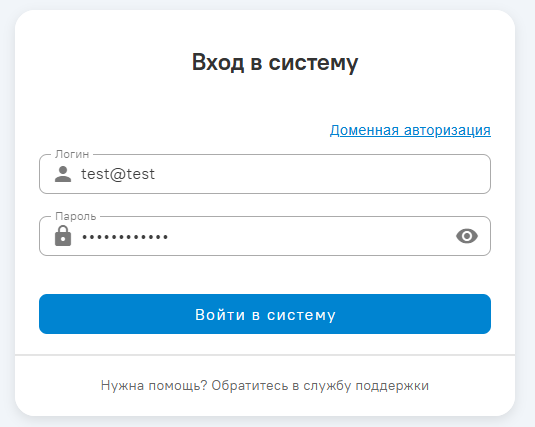 Вход в систему
Доменная авторизация
Логин
test@test
Пароль
••••••••••••
Войти в систему
Нужна помощь? Обратитесь в службу поддержки